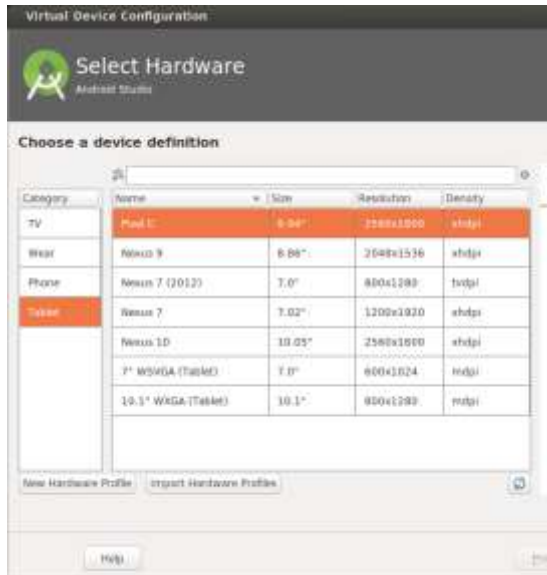 Virtual Device Configuration
Select Hardware
Android Studio
Choose a device definition
Category Name Size Resolution Density
TV Pixel C 9.94" 2560x1800 xhdpi
Wear Nexus 9 8.86" 2048x1536 xhdpi
Phone Nexus 7 (2012) 7.0" 800x1280 tvdpi
Tablet Nexus 7 7.02" 1200x1920 xhdpi
Nexus 10 10.05" 2560x1600 xhdpi
7" WSVGA (Tablet) 7.0" 600x1024 mdpi
10.1" WXGA (Tablet) 10.1" 800x1280 mdpi
New Hardware Profile Import Hardware Profiles
Help